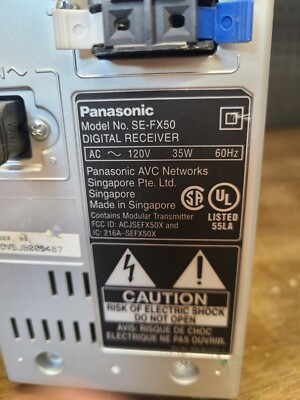 Panasonic
Model No. SE-FX50
DIGITAL RECEIVER
AC ~ 120V 35W 60Hz
Panasonic AVC Networks
Singapore Pte. Ltd.
Singapore
Made in Singapore
Contains Modular Transmitter
FCC ID: ACJSEFX50X and
IC: 216A-SEFX50X
SA
UL
LISTED
55LA
CAUTION
RISK OF ELECTRIC SHOCK
DO NOT OPEN
AVIS: RISQUE DE CHOC
ELECTRIQUE NE PAS OUVRIR.